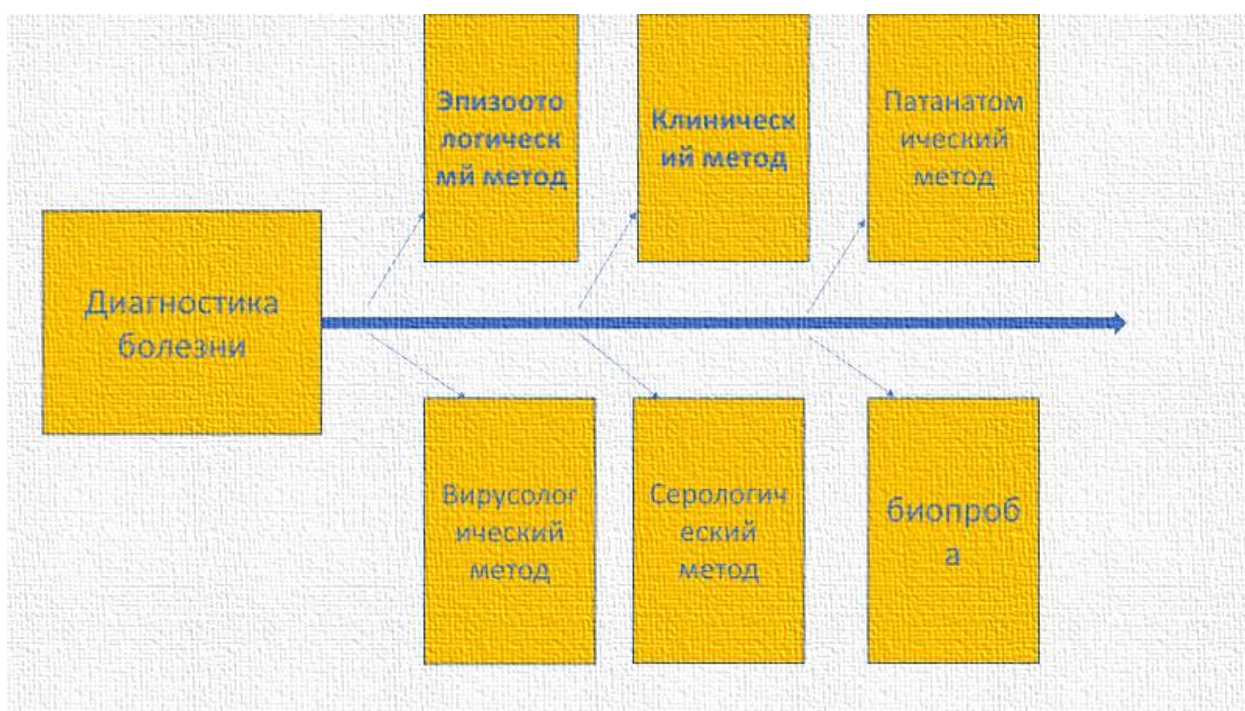 Эпизоото
логическ
мй метод
Клиническ
ий метод
Патанатом
ический
метод
Диагностика
болезни
Вирусолог
ический
метод
Серологич
еский
метод
биопроб
а